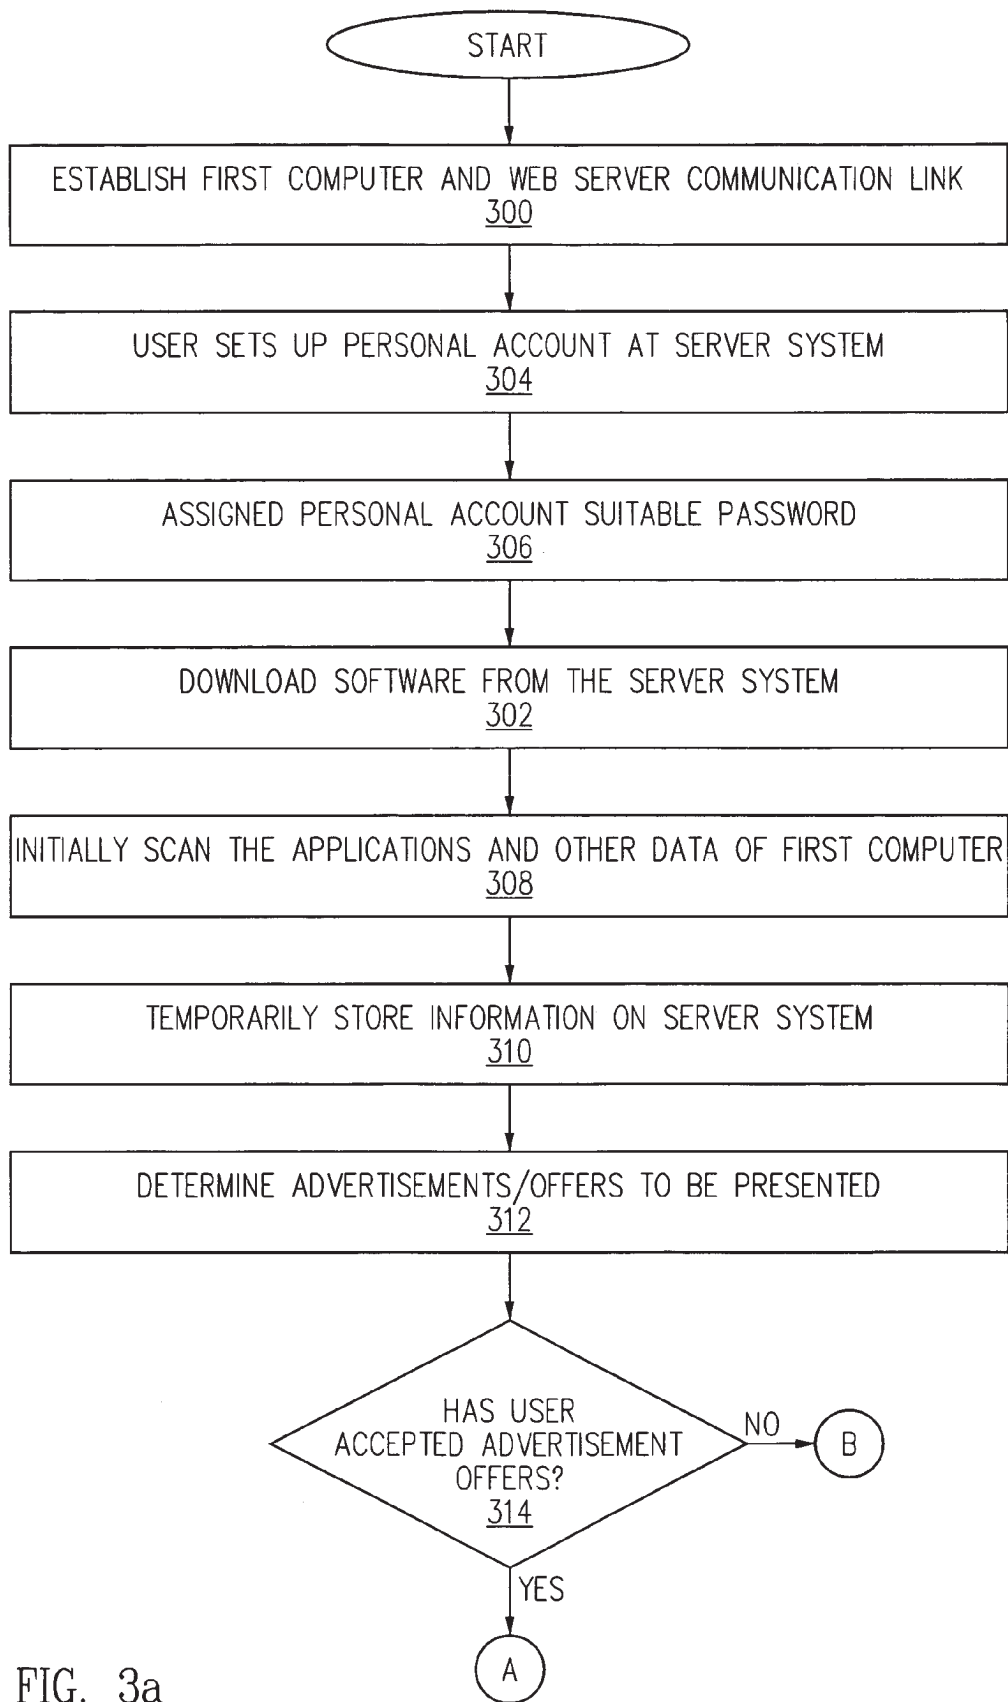 START
ESTABLISH FIRST COMPUTER AND WEB SERVER COMMUNICATION LINK
300
USER SETS UP PERSONAL ACCOUNT AT SERVER SYSTEM
304
ASSIGNED PERSONAL ACCOUNT SUITABLE PASSWORD
306
DOWNLOAD SOFTWARE FROM THE SERVER SYSTEM
302
INITIALLY SCAN THE APPLICATIONS AND OTHER DATA OF FIRST COMPUTER
308
TEMPORARILY STORE INFORMATION ON SERVER SYSTEM
310
DETERMINE ADVERTISEMENTS/OFFERS TO BE PRESENTED
312
HAS USER
ACCEPTED ADVERTISEMENT
OFFERS?
314
NO
B
YES
A
FIG. 3a